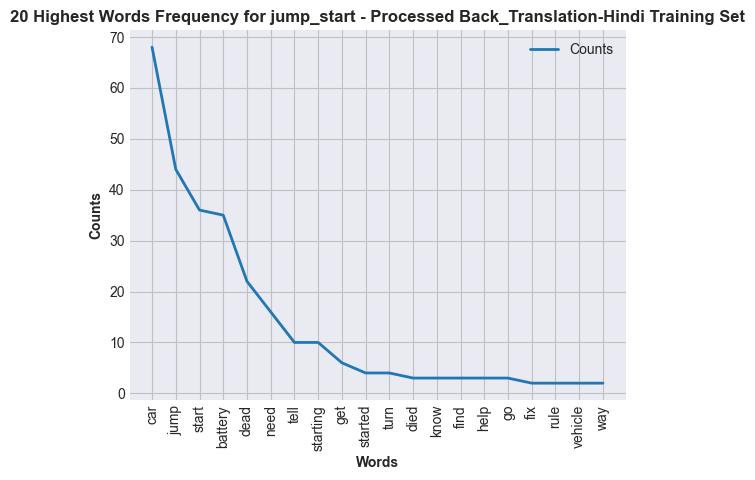 20 Highest Words Frequency for jump_start - Processed Back_Translation-Hindi Training Set
Counts
70
60
50
40
30
20
10
0
Counts
car
jump
start
battery
dead
need
tell
starting
get
started
turn
died
know
find
help
go
fix
rule
vehicle
way
Words